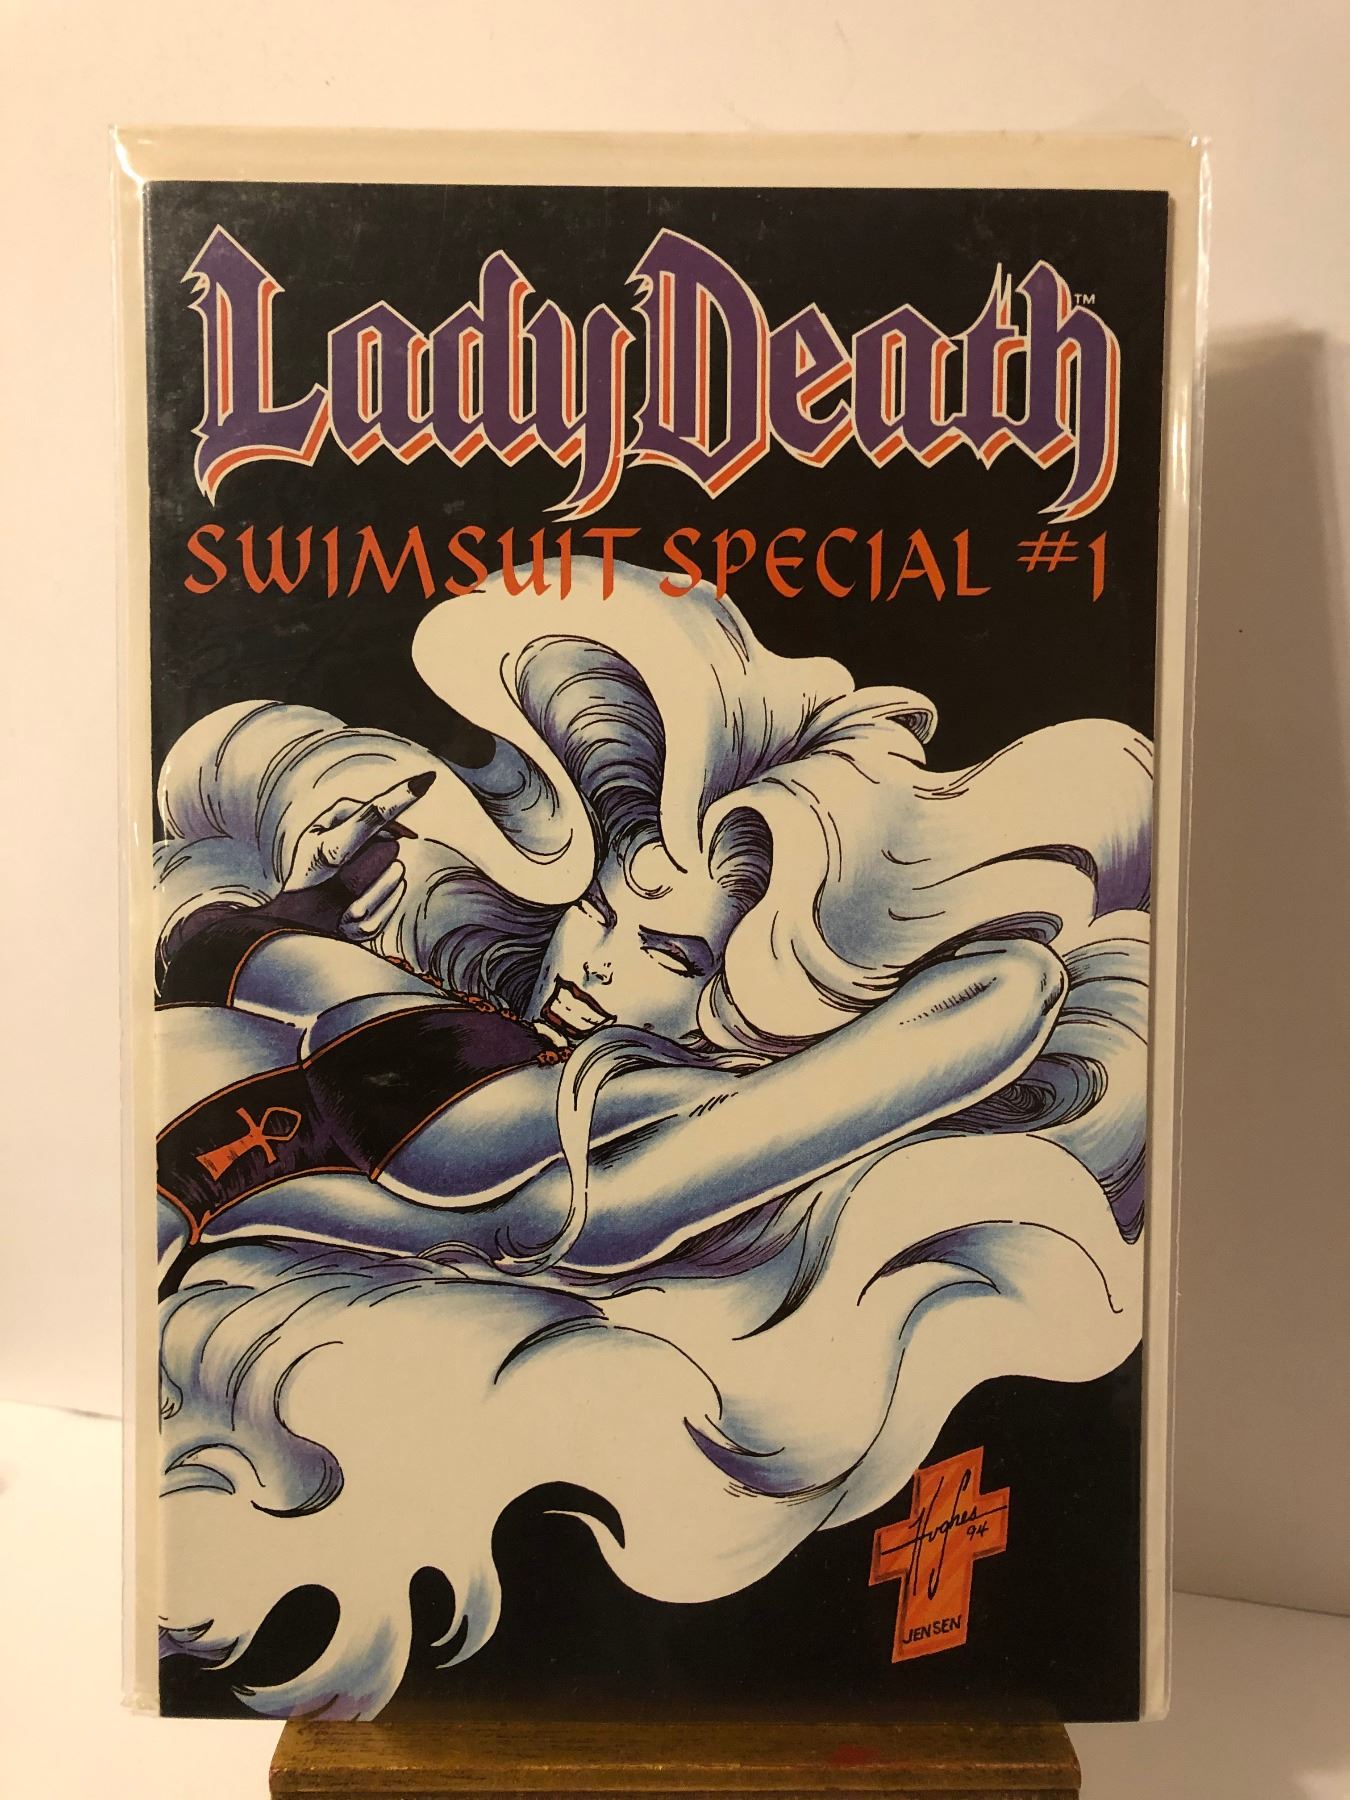 Lady Death™
SWIMSUIT SPECIAL #1
Hughes
94
JENSEN